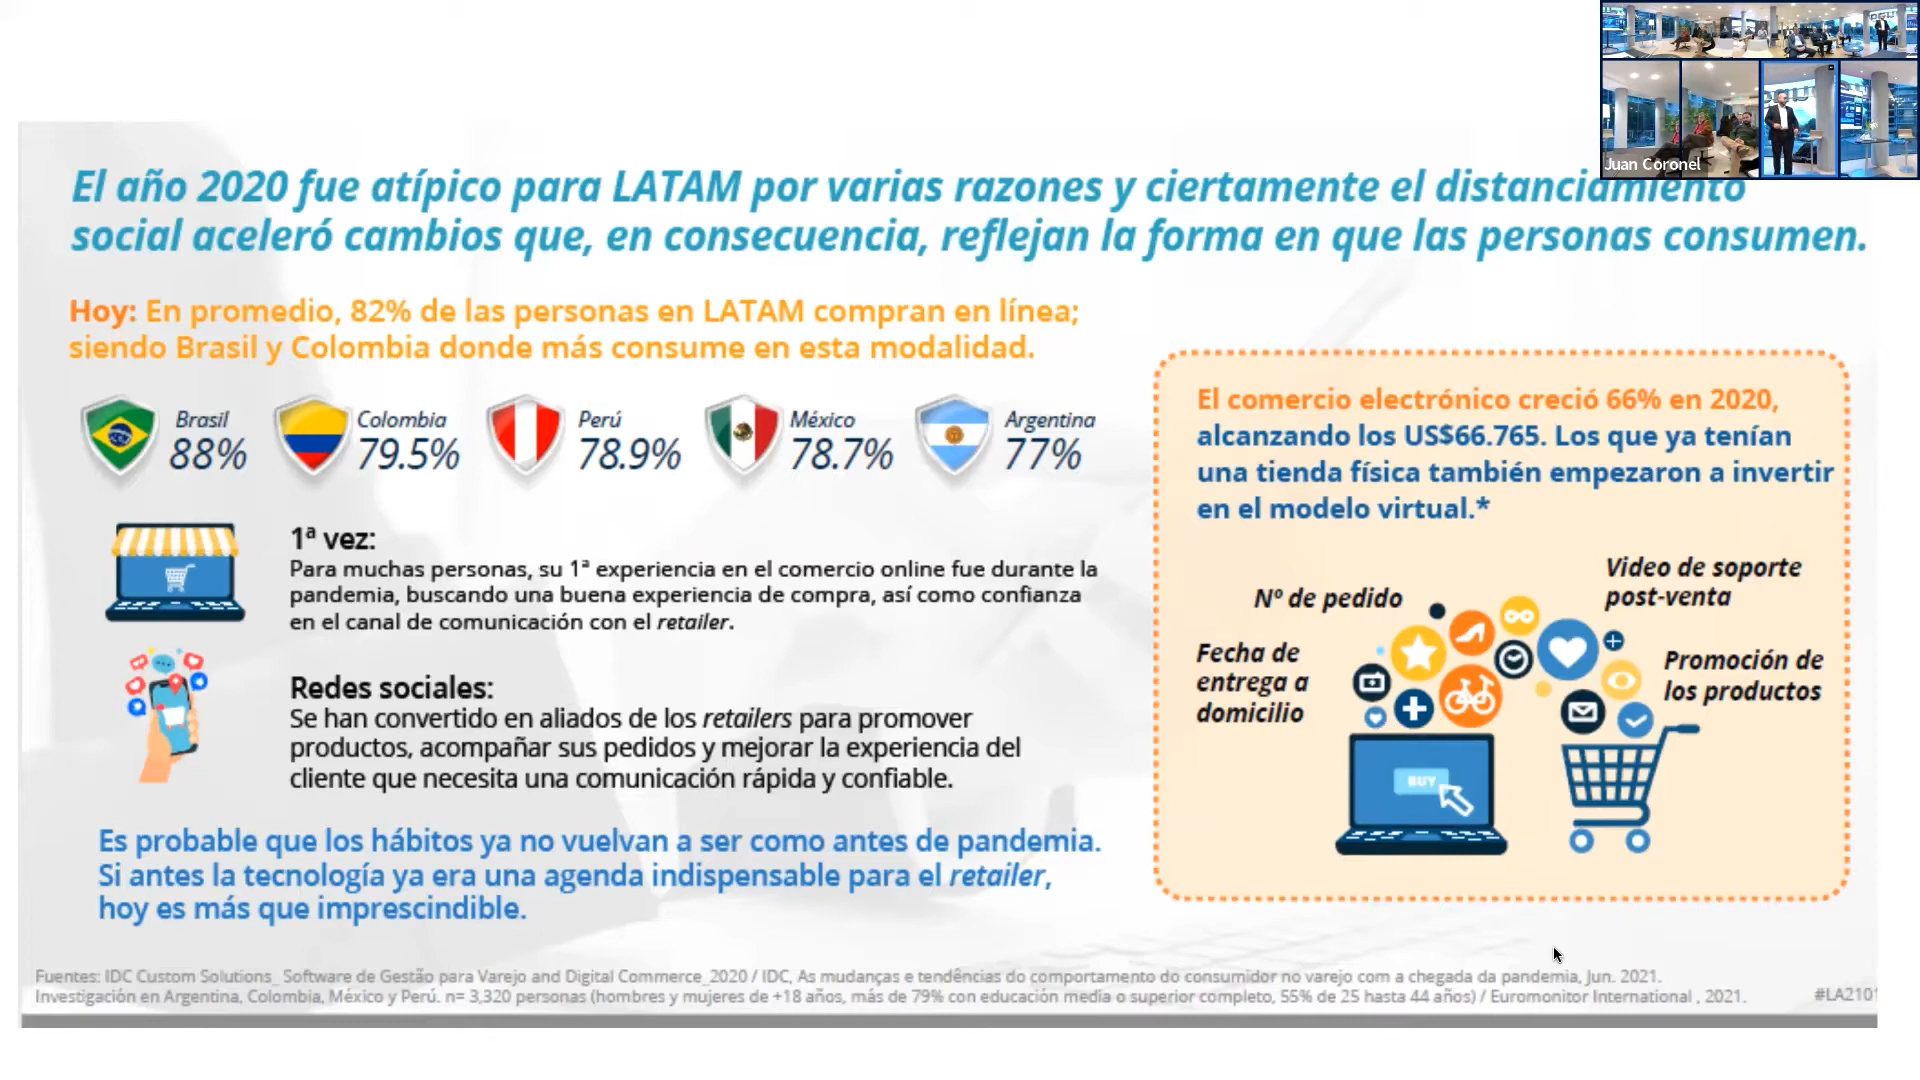 Juan Coronel
El año 2020 fue atípico para LATAM por varias razones y ciertamente el distanciamiento
social aceleró cambios que, en consecuencia, reflejan la forma en que las personas consumen.
Hoy: En promedio, 82% de las personas en LATAM compran en línea;
siendo Brasil y Colombia donde más consume en esta modalidad.
Brasil
88%
Colombia
79.5%
Perú
78.9%
México
78.7%
Argentina
77%
1ª vez:
Para muchas personas, su 1ª experiencia en el comercio online fue durante la
pandemia, buscando una buena experiencia de compra, así como confianza
en el canal de comunicación con el retailer.
Redes sociales:
Se han convertido en aliados de los retailers para promover
productos, acompañar sus pedidos y mejorar la experiencia del
cliente que necesita una comunicación rápida y confiable.
Es probable que los hábitos ya no vuelvan a ser como antes de pandemia.
Si antes la tecnología ya era una agenda indispensable para el retailer,
hoy es más que imprescindible.
El comercio electrónico creció 66% en 2020,
alcanzando los US$66.765. Los que ya tenían
una tienda física también empezaron a invertir
en el modelo virtual.*
Nº de pedido
Video de soporte
post-venta
Fecha de
entrega a
domicilio
Promoción de
los productos
BUY
Fuentes: IDC Custom Solutions_ Software de Gestão para Varejo and Digital Commerce_2020 / IDC, As mudanças e tendências do comportamento do consumidor no varejo com a chegada da pandemia, Jun. 2021.
Investigación en Argentina, Colombia, México y Perú. n= 3,320 personas (hombres y mujeres de +18 años, más de 79% con educación media o superior completo, 55% de 25 hasta 44 años) / Euromonitor International , 2021.
#LA2101